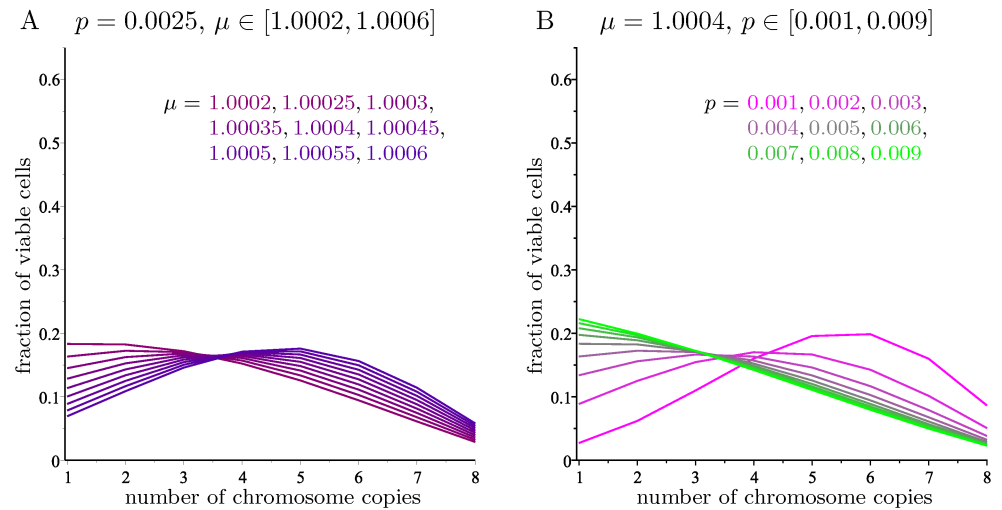 A
p = 0.0025, μ ∈ [1.0002, 1.0006]
μ = 1.0002, 1.00025, 1.0003,
1.00035, 1.0004, 1.00045,
1.0005, 1.00055, 1.0006
fraction of viable cells
0.6
0.5
0.4
0.3
0.2
0.1
0
1 2 3 4 5 6 7 8
number of chromosome copies
B
μ = 1.0004, p ∈ [0.001, 0.009]
p = 0.001, 0.002, 0.003,
0.004, 0.005, 0.006,
0.007, 0.008, 0.009
fraction of viable cells
0.6
0.5
0.4
0.3
0.2
0.1
0
1 2 3 4 5 6 7 8
number of chromosome copies